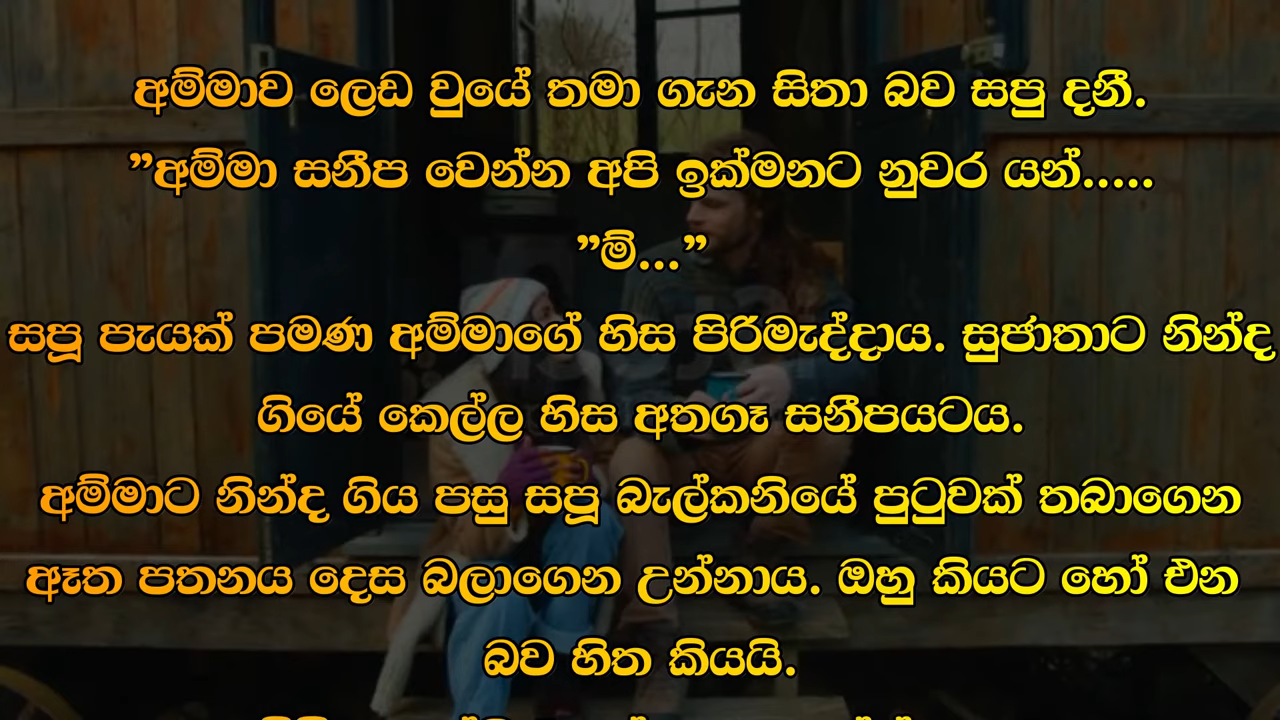 අම්මාව ලෙඩ වුයේ තමා ගැන සිතා බව සපු දනී.
”අම්මා සනීප වෙන්න අපි ඉක්මනට නුවර යන්.....
”ම්...”
සපූ පැයක් පමණ අම්මාගේ හිස පිරිමැද්දාය. සුජාතාට නින්ද
ගියේ කෙල්ල හිස අතගෑ සනීපයටය.
අම්මාට නින්ද ගිය පසු සපූ බැල්කනියේ පුටුවක් තබාගෙන
ඈත පතනය දෙස බලාගෙන උන්නාය. ඔහු කියට හෝ එන
බව හිත කියයි.